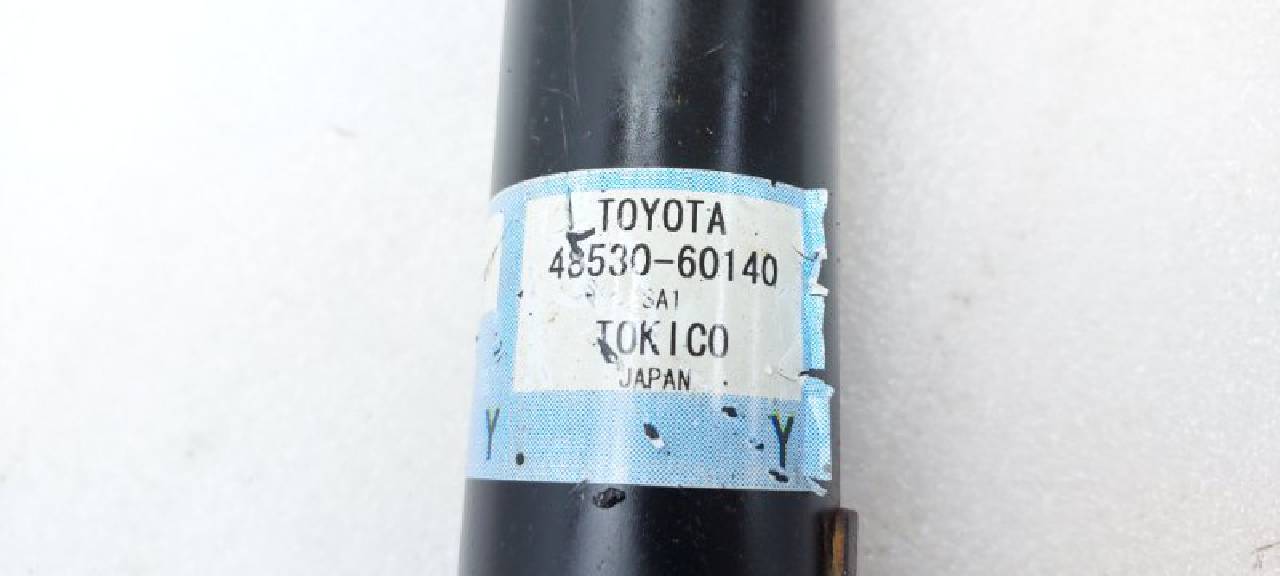 TOYOTA
48530-60140
SA1
TOKICO
JAPAN
Y Y